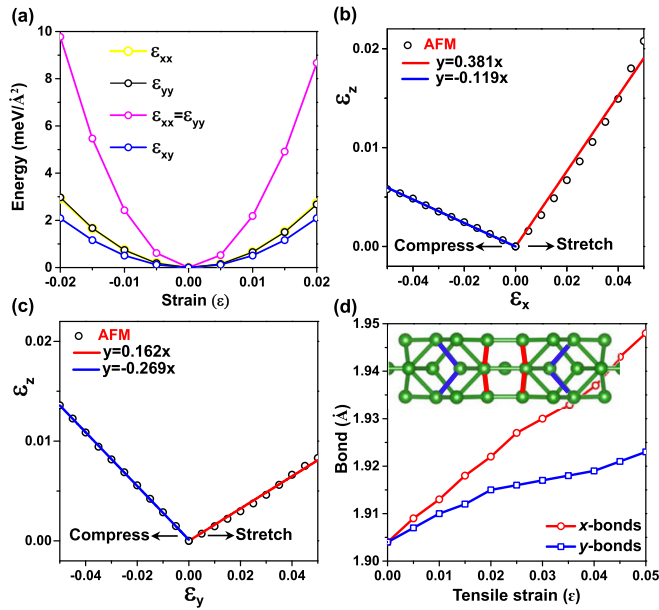 (a)
10
8
6
4
2
0
Energy (meV/Å²)
εxx
εyy
εxx=εyy
εxy
-0.02 -0.01 0.00 0.01 0.02
Strain (ε)
(b)
0.02
0.01
0.00
εz
AFM
y=0.381x
y=-0.119x
Compress Stretch
-0.04 -0.02 0.00 0.02 0.04
εx
(c)
0.02
0.01
0.00
εz
AFM
y=0.162x
y=-0.269x
Compress Stretch
-0.04 -0.02 0.00 0.02 0.04
εy
(d)
1.95
1.94
1.93
1.92
1.91
1.90
Bond (Å)
x-bonds
y-bonds
0.00 0.01 0.02 0.03 0.04 0.05
Tensile strain (ε)